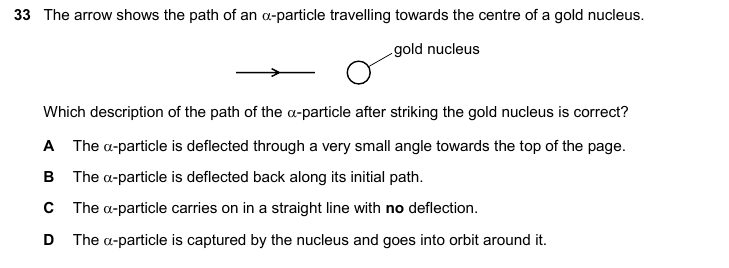 33 The arrow shows the path of an α-particle travelling towards the centre of a gold nucleus.
gold nucleus
Which description of the path of the α-particle after striking the gold nucleus is correct?
A The α-particle is deflected through a very small angle towards the top of the page.
B The α-particle is deflected back along its initial path.
C The α-particle carries on in a straight line with no deflection.
D The α-particle is captured by the nucleus and goes into orbit around it.